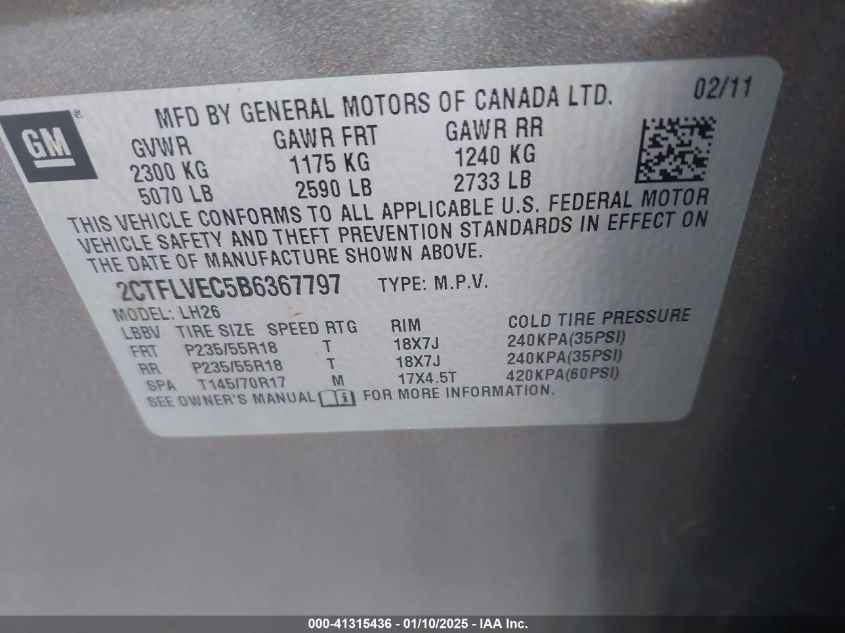 MFD BY GENERAL MOTORS OF CANADA LTD. 02/11
GM®
GVWR GAWR FRT GAWR RR
2300 KG 1175 KG 1240 KG
5070 LB 2590 LB 2733 LB
THIS VEHICLE CONFORMS TO ALL APPLICABLE U.S. FEDERAL MOTOR
VEHICLE SAFETY AND THEFT PREVENTION STANDARDS IN EFFECT ON
THE DATE OF MANUFACTURE SHOWN ABOVE.
2CTFLVEC5B6367797 TYPE: M.P.V.
MODEL: LH26
LBBV TIRE SIZE SPEED RTG RIM COLD TIRE PRESSURE
FRT P235/55R18 T 18X7J 240KPA(35PSI)
RR P235/55R18 T 18X7J 240KPA(35PSI)
SPA T145/70R17 M 17X4.5T 420KPA(60PSI)
SEE OWNER'S MANUAL i FOR MORE INFORMATION.
000-41315436 - 01/10/2025 - IAA Inc.